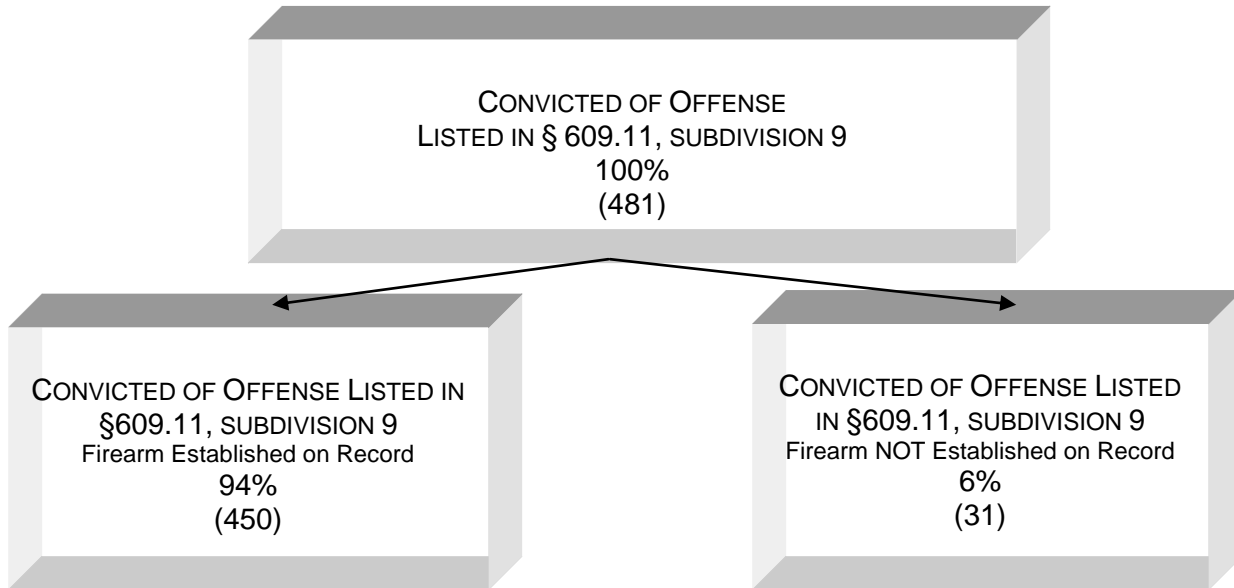 CONVICTED OF OFFENSE
LISTED IN § 609.11, SUBDIVISION 9
100%
(481)
CONVICTED OF OFFENSE LISTED IN
§609.11, SUBDIVISION 9
Firearm Established on Record
94%
(450)
CONVICTED OF OFFENSE LISTED
IN §609.11, SUBDIVISION 9
Firearm NOT Established on Record
6%
(31)